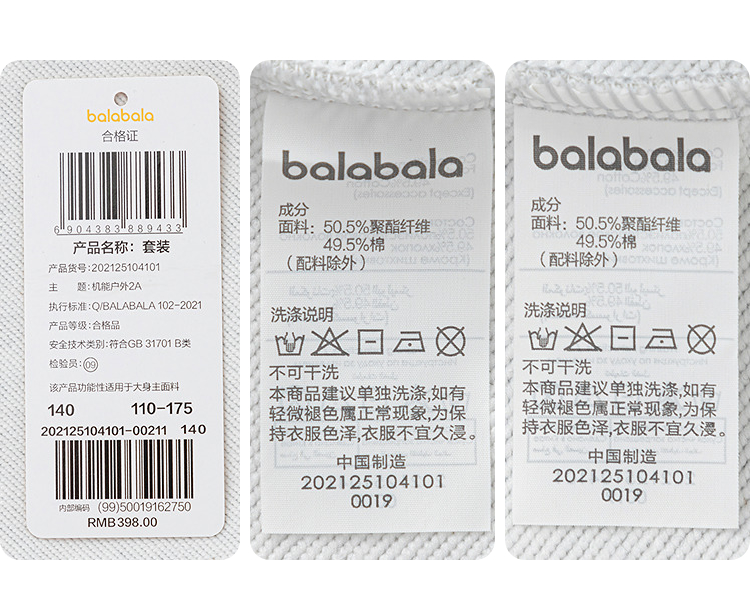 balabala
合格证
6 904383 889433
产品名称：套装
产品货号:202125104101
主　题:机能户外2A
执行标准:Q/BALABALA 102-2021
产品等级:合格品
安全技术类别:符合GB 31701 B类
检验员:09
该产品功能性适用于大身主面料
140 110-175
202125104101-00211 140
内部编码 (99)50019162750
RMB398.00
balabala
成分
面料：50.5%聚酯纤维
49.5%棉
（配料除外）
洗涤说明
不可干洗
本商品建议单独洗涤,如有
轻微褪色属正常现象,为保
持衣服色泽,衣服不宜久浸。
中国制造
202125104101
0019
balabala
成分
面料：50.5%聚酯纤维
49.5%棉
（配料除外）
洗涤说明
不可干洗
本商品建议单独洗涤,如有
轻微褪色属正常现象,为保
持衣服色泽,衣服不宜久浸。
中国制造
202125104101
0019